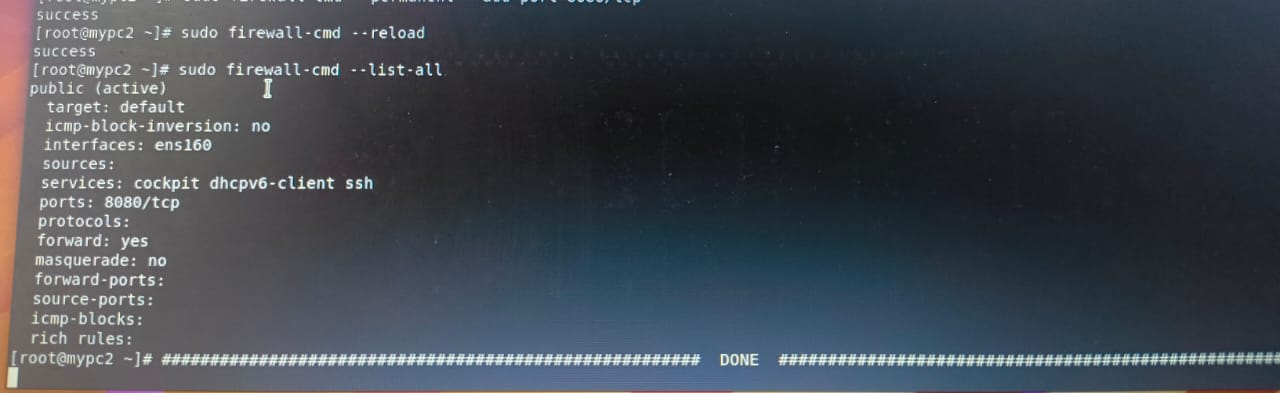 success
[root@mypc2 ~]# sudo firewall-cmd --reload
success
[root@mypc2 ~]# sudo firewall-cmd --list-all
public (active)
  target: default
  icmp-block-inversion: no
  interfaces: ens160
  sources:
  services: cockpit dhcpv6-client ssh
  ports: 8080/tcp
  protocols:
  forward: yes
  masquerade: no
  forward-ports:
  source-ports:
  icmp-blocks:
  rich rules:
[root@mypc2 ~]# ####################################################### DONE ###################################################